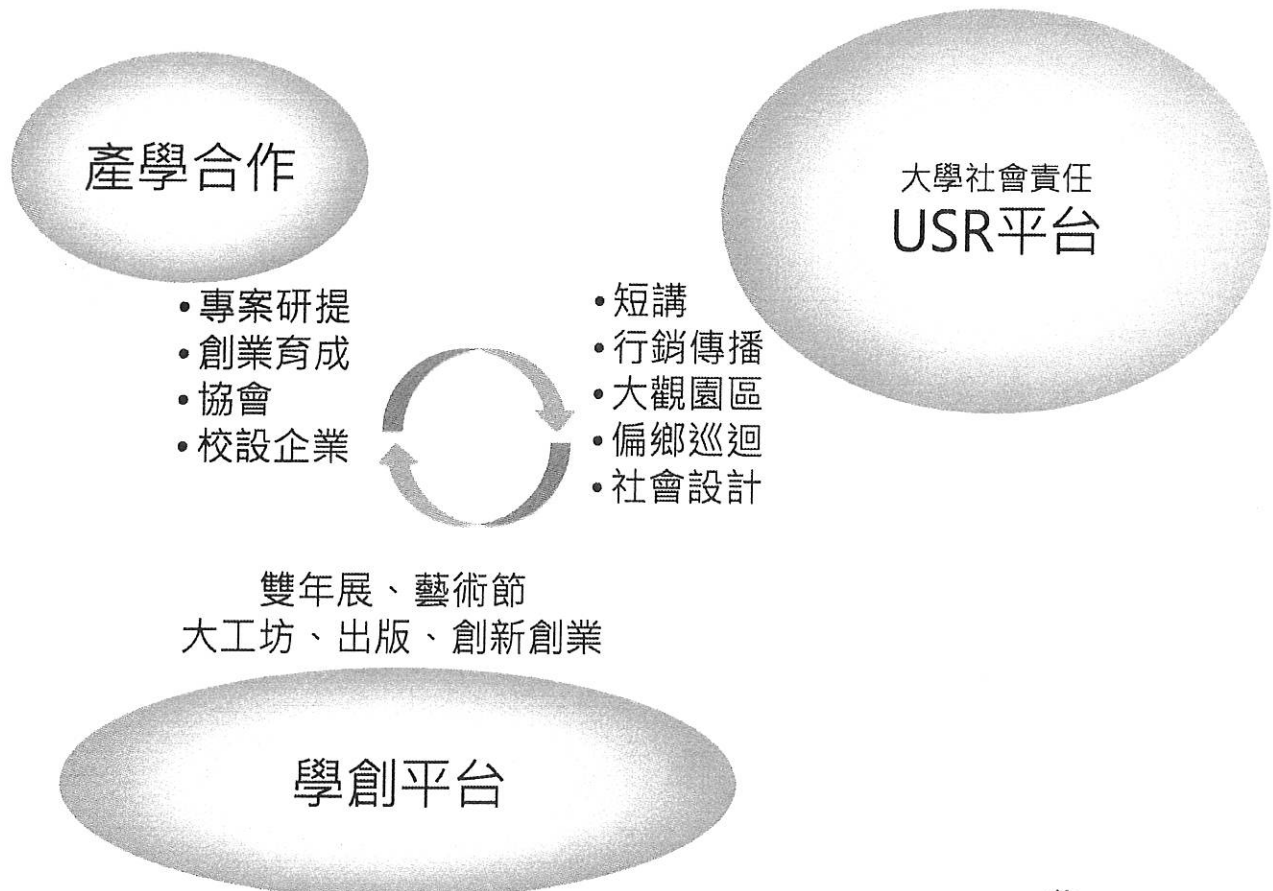 產學合作
•專案研提
•創業育成
•協會
•校設企業
大學社會責任
USR平台
•短講
•行銷傳播
•大觀園區
•偏鄉巡迴
•社會設計
雙年展、藝術節
大工坊、出版、創新創業
學創平台